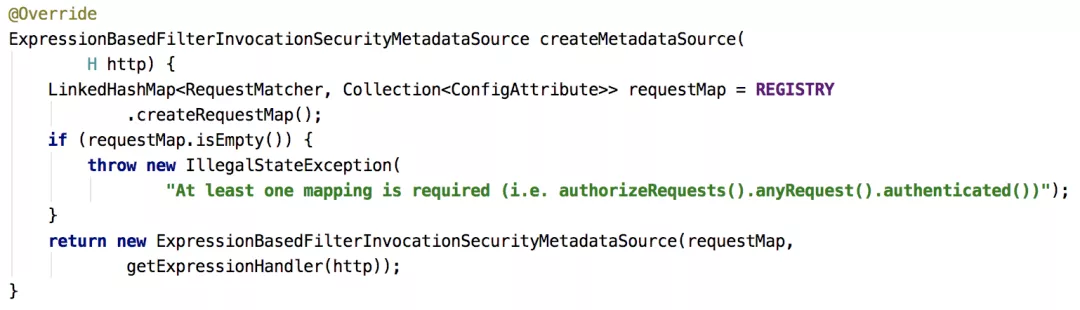 @Override
ExpressionBasedFilterInvocationSecurityMetadataSource createMetadataSource(
        H http) {
    LinkedHashMap<RequestMatcher, Collection<ConfigAttribute>> requestMap = REGISTRY
            .createRequestMap();
    if (requestMap.isEmpty()) {
        throw new IllegalStateException(
                "At least one mapping is required (i.e. authorizeRequests().anyRequest().authenticated())");
    }
    return new ExpressionBasedFilterInvocationSecurityMetadataSource(requestMap,
            getExpressionHandler(http));
}